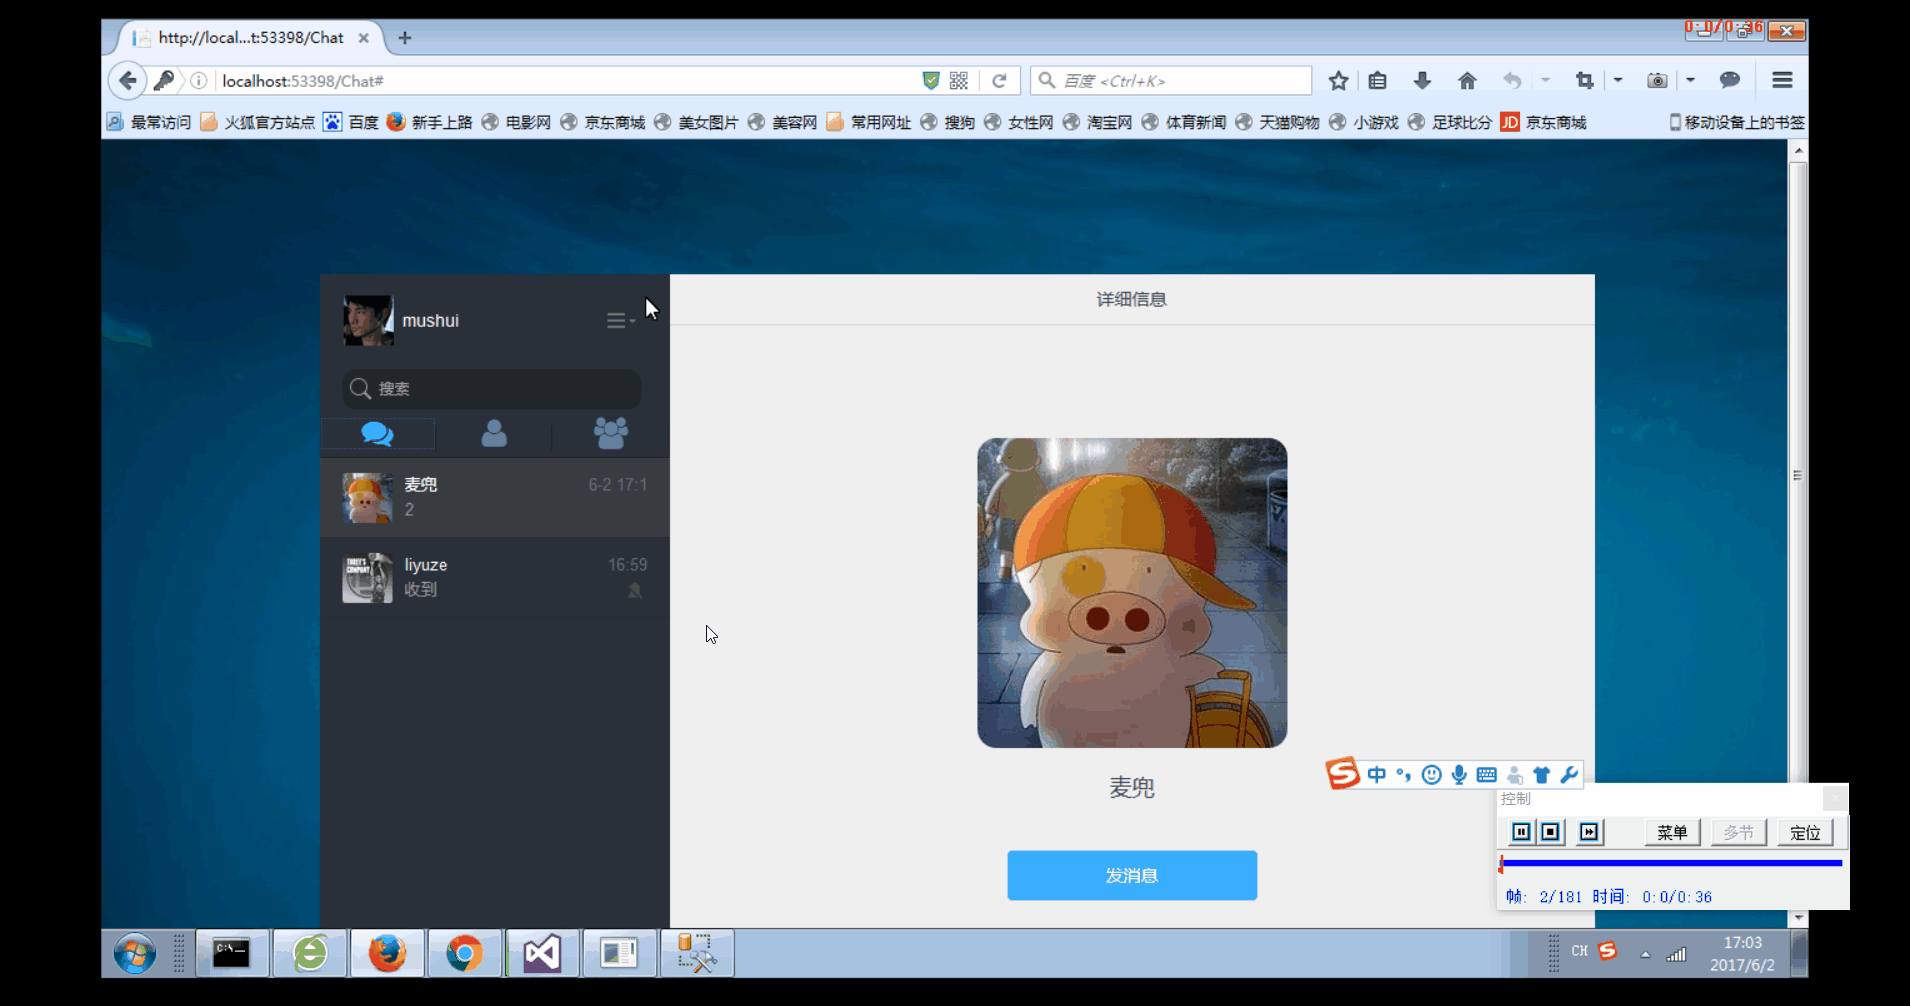 http://local...t:53398/Chat
0:0/0:36
localhost:53398/Chat#
百度 <Ctrl+K>
最常访问 火狐官方站点 百度 新手上路 电影网 京东商城 美女图片 美容网 常用网址 搜狗 女性网 淘宝网 体育新闻 天猫购物 小游戏 足球比分 JD 京东商城 移动设备上的书签
详细信息
mushui
搜索
麦兜 6-2 17:1
2
liyuze 16:59
收到
麦兜
发消息
S 中
控制
菜单 多节 定位
帧: 2/181 时间: 0:0/0:36
C:\
CH S
17:03
2017/6/2